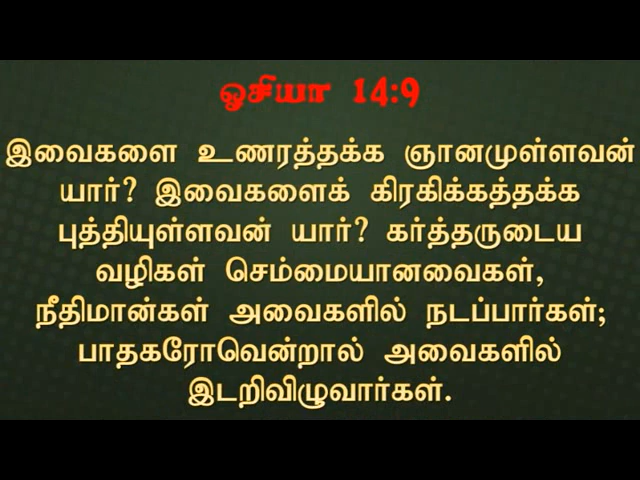 ஓசியா 14:9
இவைகளை உணரத்தக்க ஞானமுள்ளவன்
யார்? இவைகளைக் கிரகிக்கத்தக்க
புத்தியுள்ளவன் யார்? கர்த்தருடைய
வழிகள் செம்மையானவைகள்,
நீதிமான்கள் அவைகளில் நடப்பார்கள்;
பாதகரோவென்றால் அவைகளில்
இடறிவிழுவார்கள்.